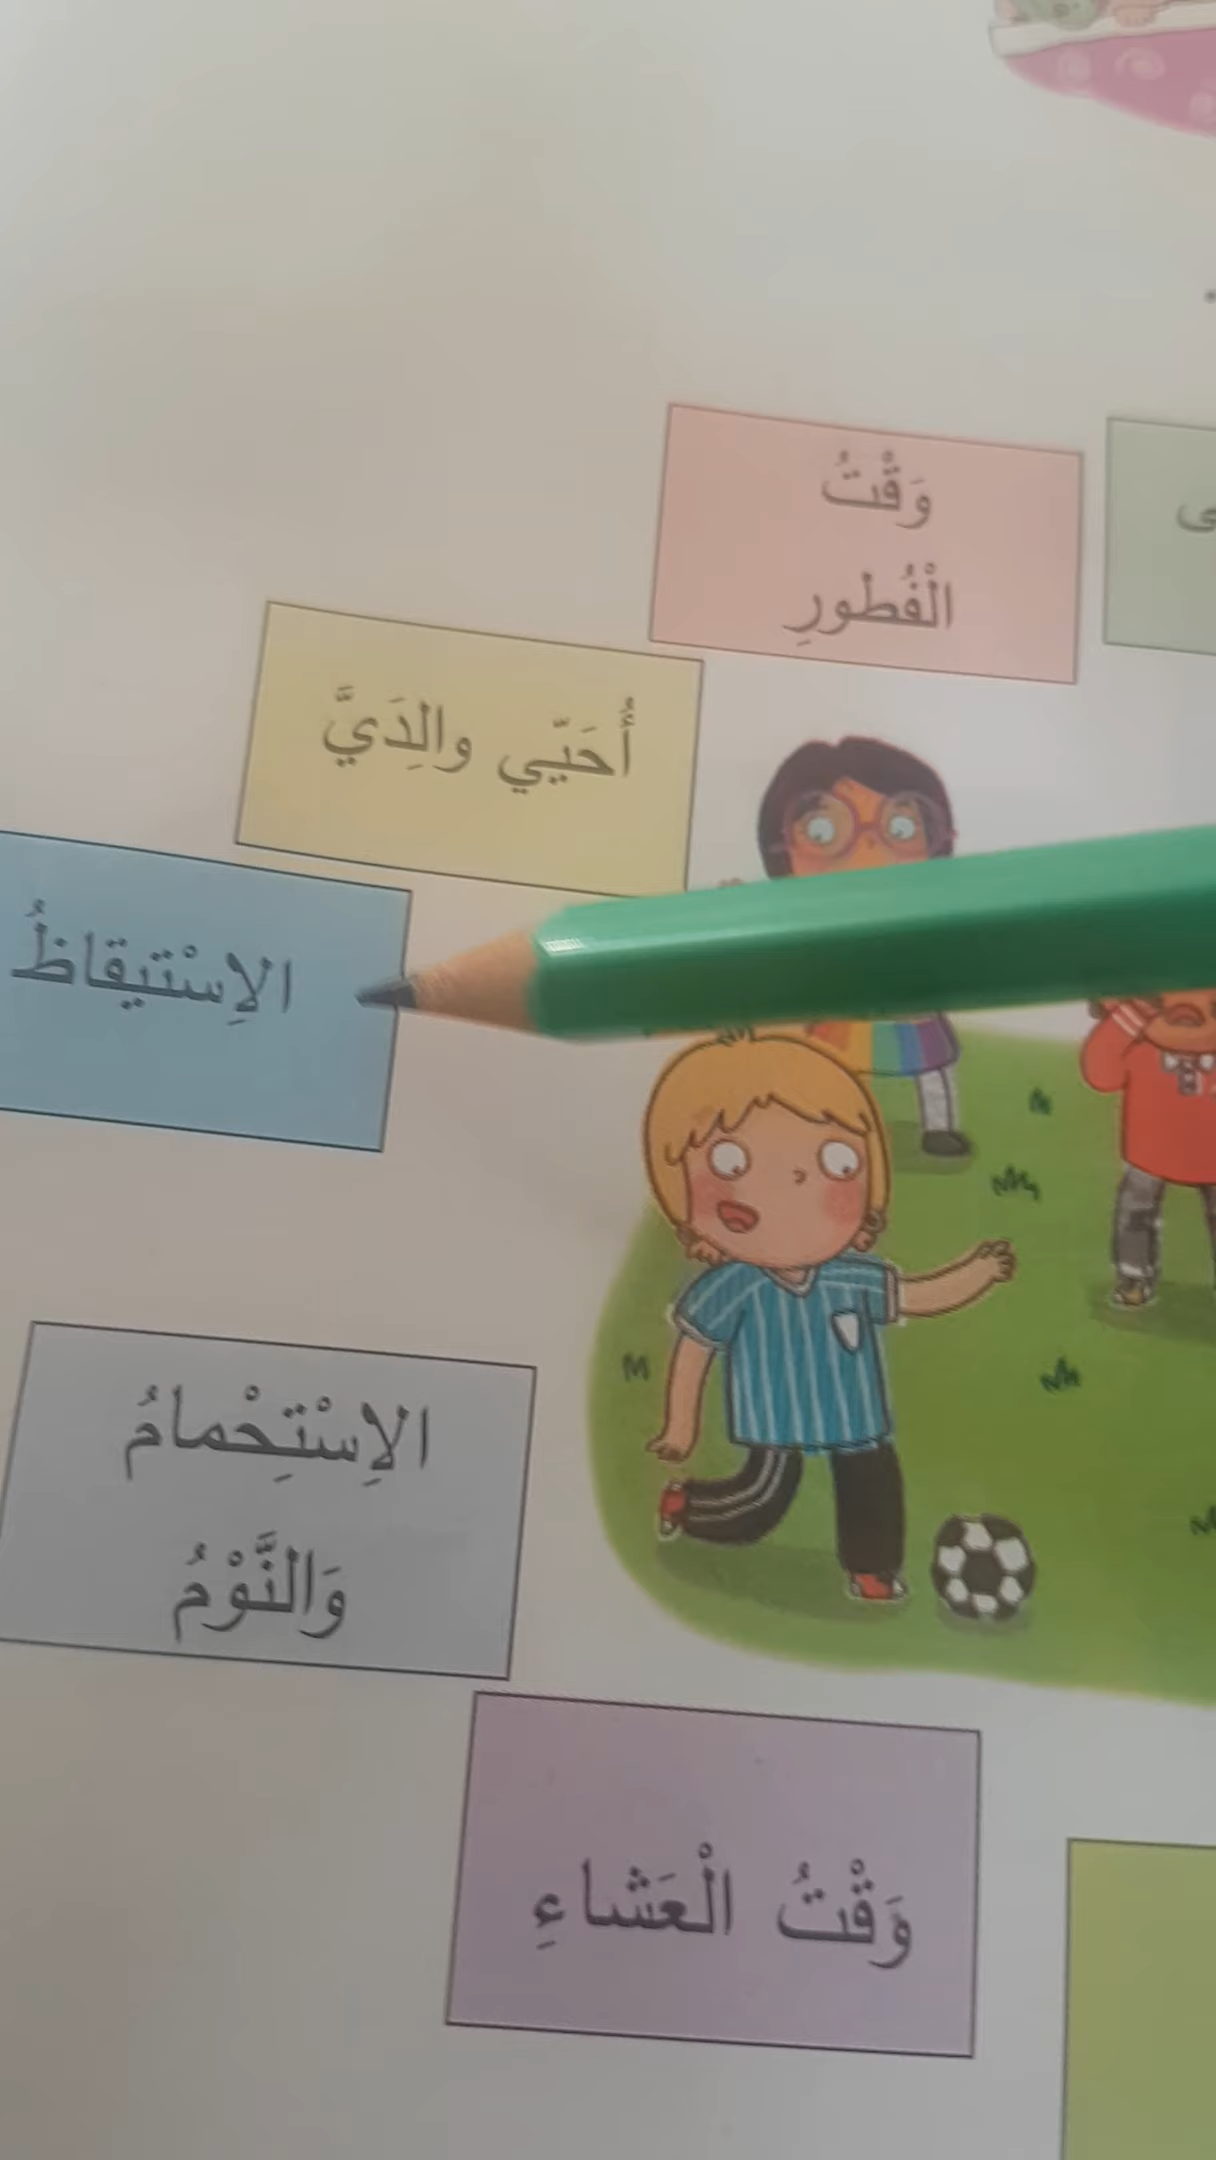 وَقْتُ
الْفُطورِ
أُحَيّي والِدَيَّ
الاِسْتيقاظُ
الاِسْتِحْمامُ
وَالنَّوْمُ
وَقْتُ الْعَشاءِ